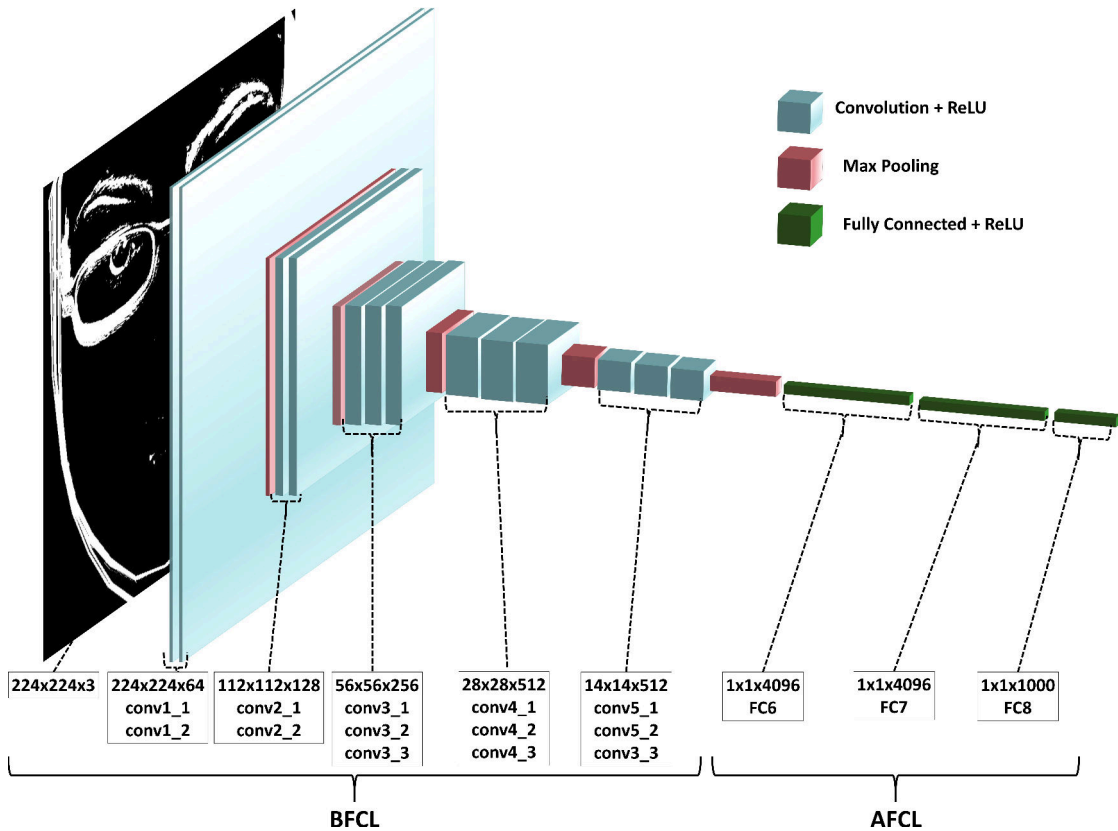 Convolution + ReLU
Max Pooling
Fully Connected + ReLU
224x224x3
224x224x64
conv1_1
conv1_2
112x112x128
conv2_1
conv2_2
56x56x256
conv3_1
conv3_2
conv3_3
28x28x512
conv4_1
conv4_2
conv4_3
14x14x512
conv5_1
conv5_2
conv3_3
1x1x4096
FC6
1x1x4096
FC7
1x1x1000
FC8
BFCL
AFCL